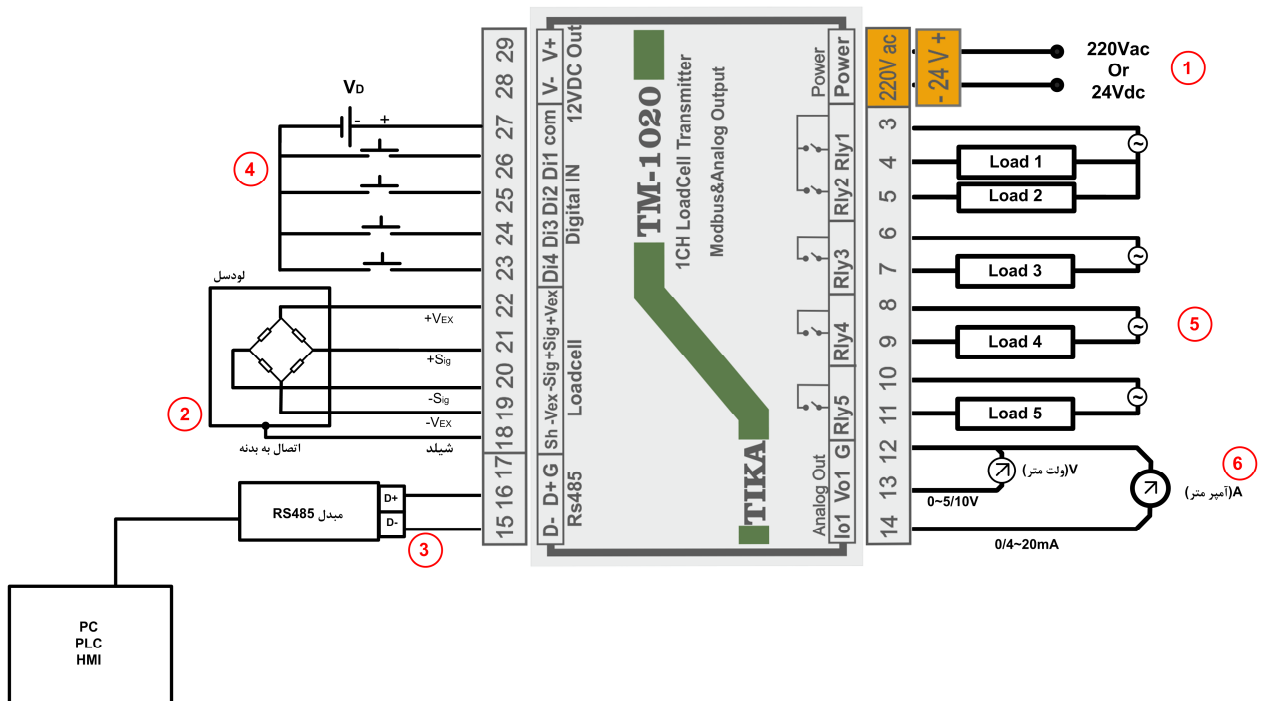 29
28
27
26
25
24
23
22
21
20
19
18
17
16
15
V+
V-
12VDC Out
com
Di1
Di2
Di3
Di4
Digital IN
+Vex
+Sig
-Sig
-Vex
Sh
Loadcell
G
D+
D-
Rs485
TM-1020
1CH LoadCell Transmitter
Modbus&Analog Output
TIKA
Power
Power
Rly1
Rly2
Rly3
Rly4
Rly5
G
Vo1
Io1
Analog Out
220V ac
- 24 V +
3
4
5
6
7
8
9
10
11
12
13
14
220Vac
Or
24Vdc
1
~
Load 1
Load 2
~
Load 3
~
Load 4
5
~
Load 5
6
V(ولت متر)
0~5/10V
A(آمپر متر)
0/4~20mA
VD
- +
4
لودسل
+VEX
+Sig
-Sig
-VEX
شیلد
اتصال به بدنه
2
مبدل RS485
D+
D-
3
PC
PLC
HMI